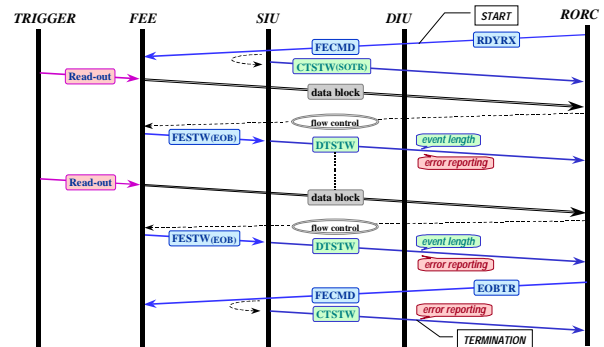 TRIGGER FEE SIU DIU RORC
START
FECMD RDYRX
CTSTW(SOTR)
Read-out
data block
flow control
FESTW(EOB) DTSTW event length
error reporting
Read-out
data block
flow control
FESTW(EOB) DTSTW event length
error reporting
FECMD EOBTR
CTSTW error reporting
TERMINATION